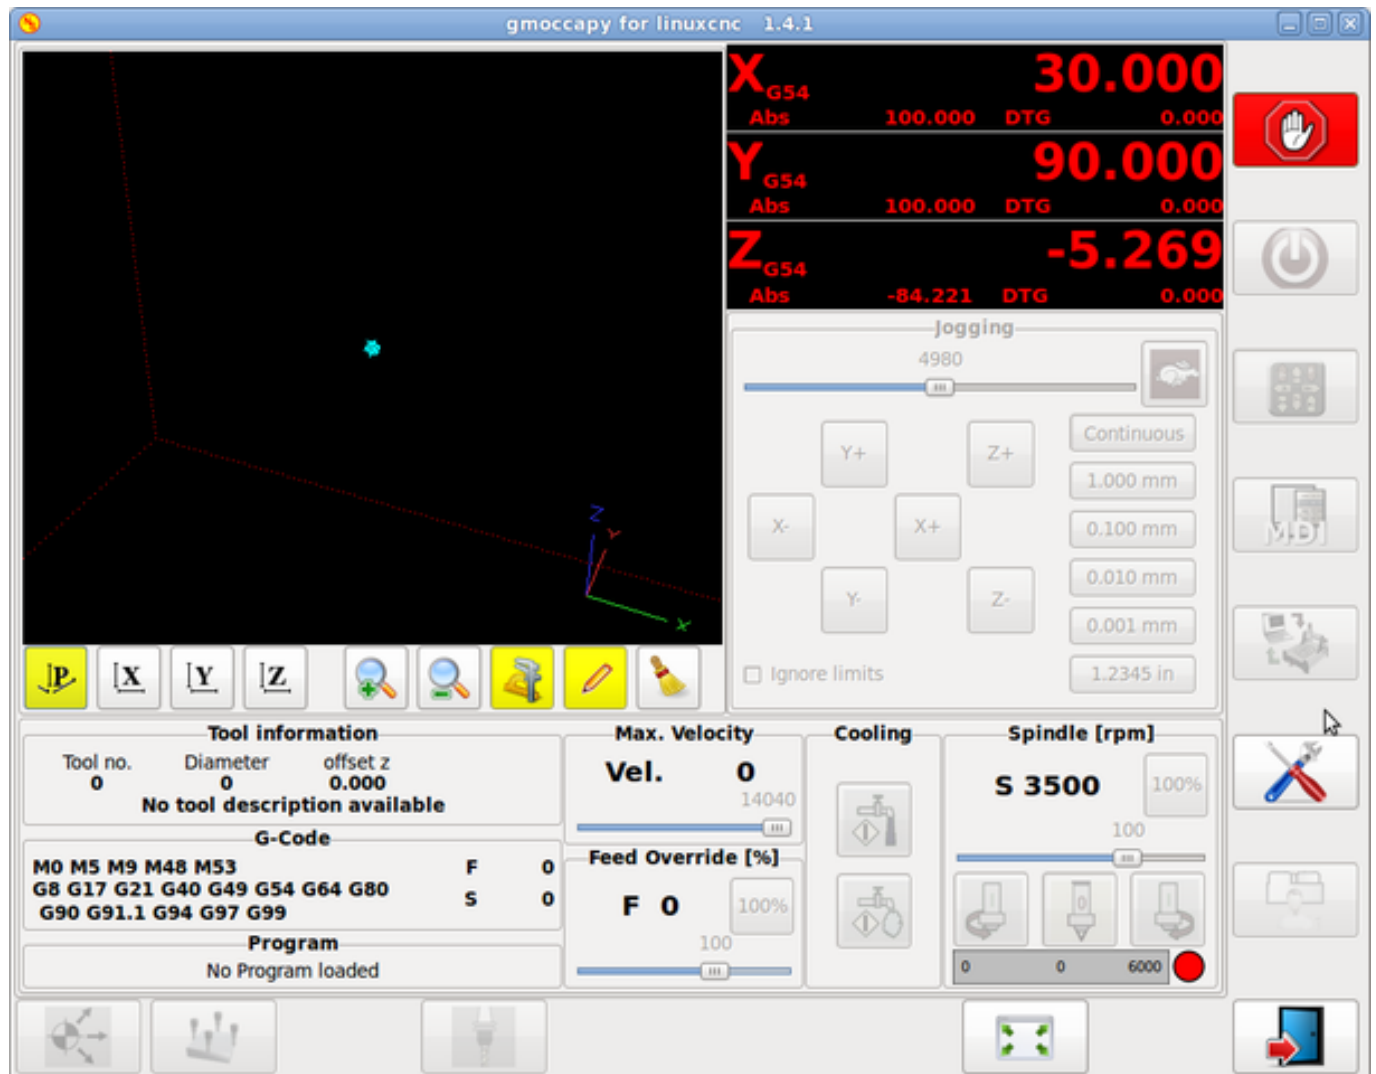 gmoccapy for linuxcnc 1.4.1
X G54 30.000
Abs 100.000 DTG 0.000
Y G54 90.000
Abs 100.000 DTG 0.000
Z G54 -5.269
Abs -84.221 DTG 0.000
Jogging
4980
Continuous
Y+ Z+
1.000 mm
X- X+
0.100 mm
0.010 mm
Y- Z-
0.001 mm
Ignore limits
1.2345 in
MDI
Z
Y
X
P X Y Z
Tool information
Tool no. Diameter offset z
0 0 0.000
No tool description available
G-Code
M0 M5 M9 M48 M53
G8 G17 G21 G40 G49 G54 G64 G80
G90 G91.1 G94 G97 G99
F 0
S 0
Program
No Program loaded
Max. Velocity
Vel. 0
14040
Feed Override [%]
F 0 100%
100
Cooling
Spindle [rpm]
S 3500 100%
100
0
0 0 6000